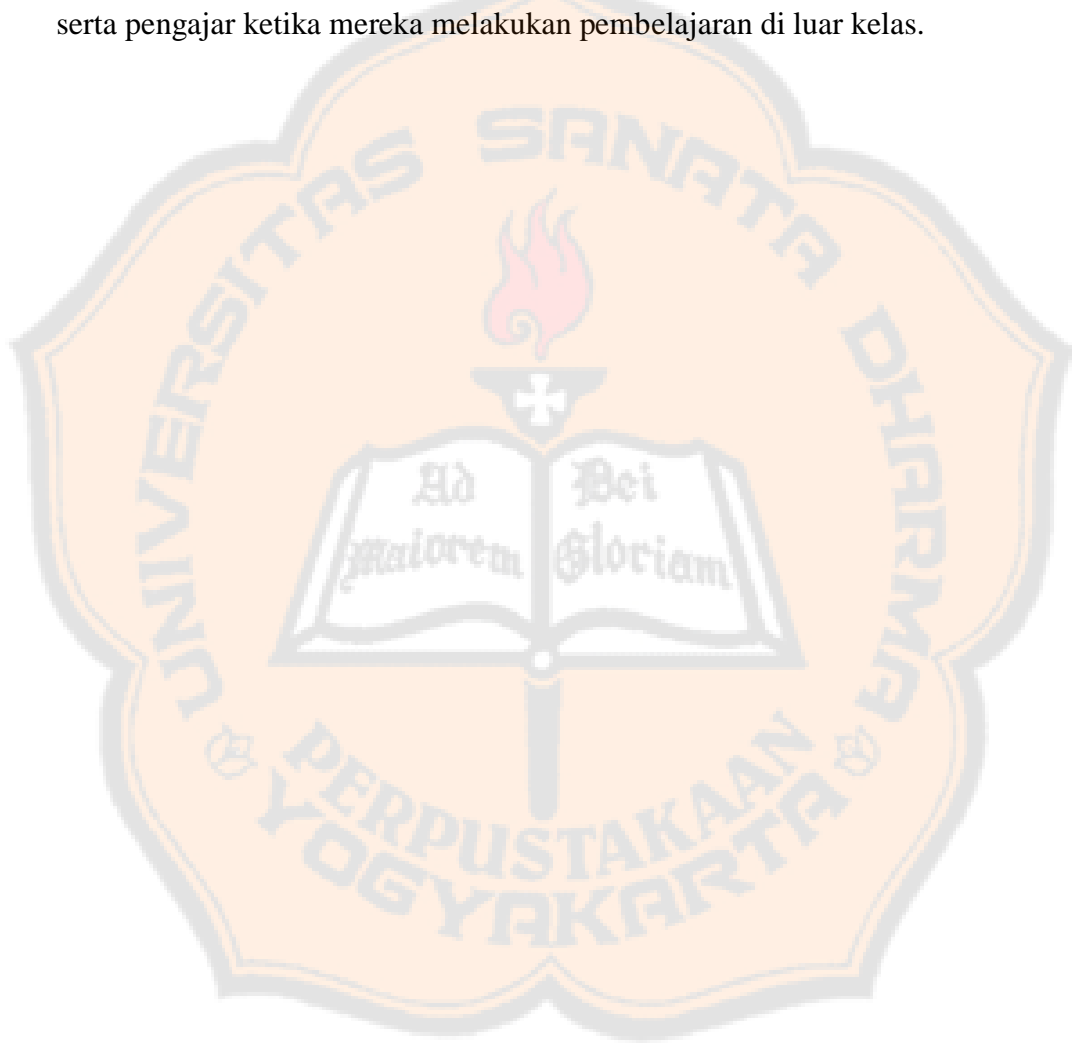 serta pengajar ketika mereka melakukan pembelajaran di luar kelas.
UNIVERSITAS SANATA DHARMA
Ad Dei
Maiorem Gloriam
PERPUSTAKAAN
YOGYAKARTA